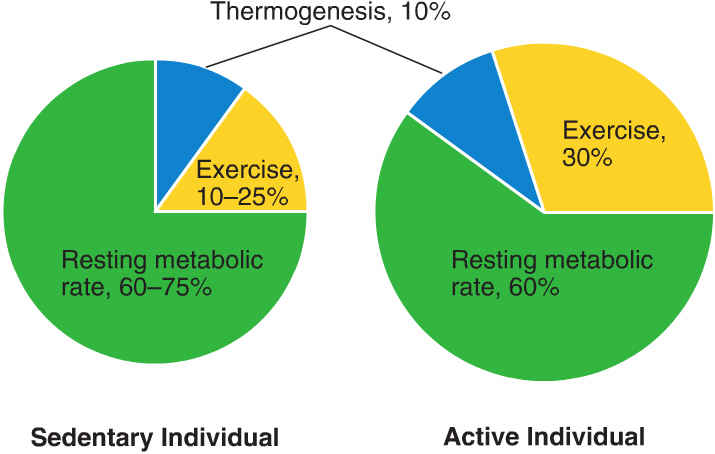 Thermogenesis, 10%
Exercise,
10–25%
Resting metabolic
rate, 60–75%
Exercise,
30%
Resting metabolic
rate, 60%
Sedentary Individual
Active Individual